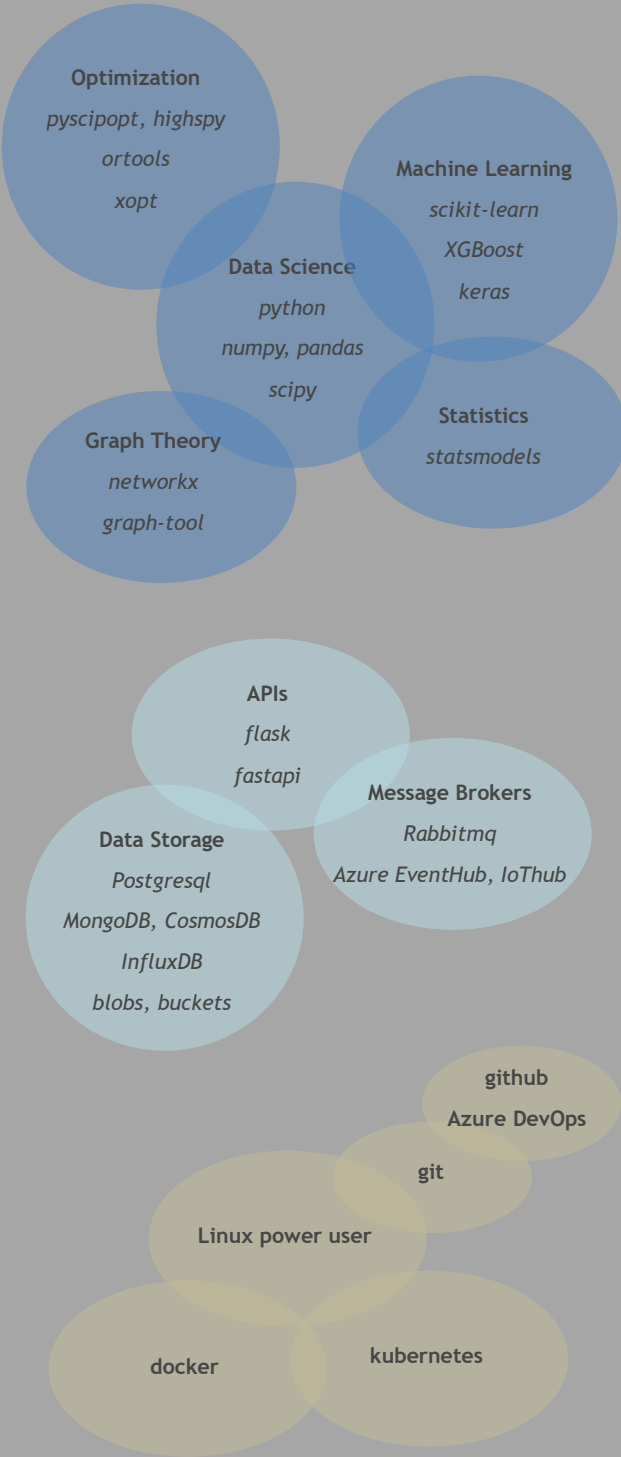 Optimization
pyscipopt, highspy
ortools
xopt
Machine Learning
scikit-learn
XGBoost
keras
Data Science
python
numpy, pandas
scipy
Statistics
statsmodels
Graph Theory
networkx
graph-tool
APIs
flask
fastapi
Message Brokers
Rabbitmq
Azure EventHub, IoThub
Data Storage
Postgresql
MongoDB, CosmosDB
InfluxDB
blobs, buckets
github
Azure DevOps
git
Linux power user
docker
kubernetes